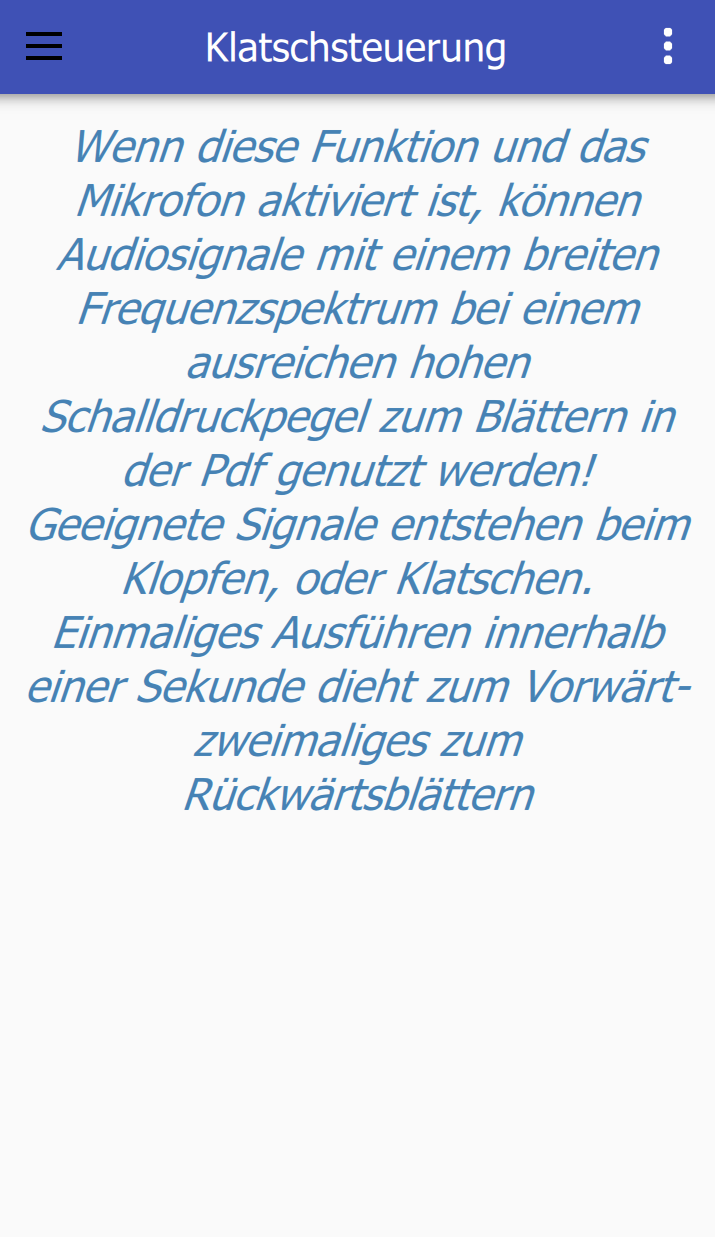 Klatschsteuerung
Wenn diese Funktion und das
Mikrofon aktiviert ist, können
Audiosignale mit einem breiten
Frequenzspektrum bei einem
ausreichen hohen
Schalldruckpegel zum Blättern in
der Pdf genutzt werden!
Geeignete Signale entstehen beim
Klopfen, oder Klatschen.
Einmaliges Ausführen innerhalb
einer Sekunde dieht zum Vorwärt-
zweimaliges zum
Rückwärtsblättern